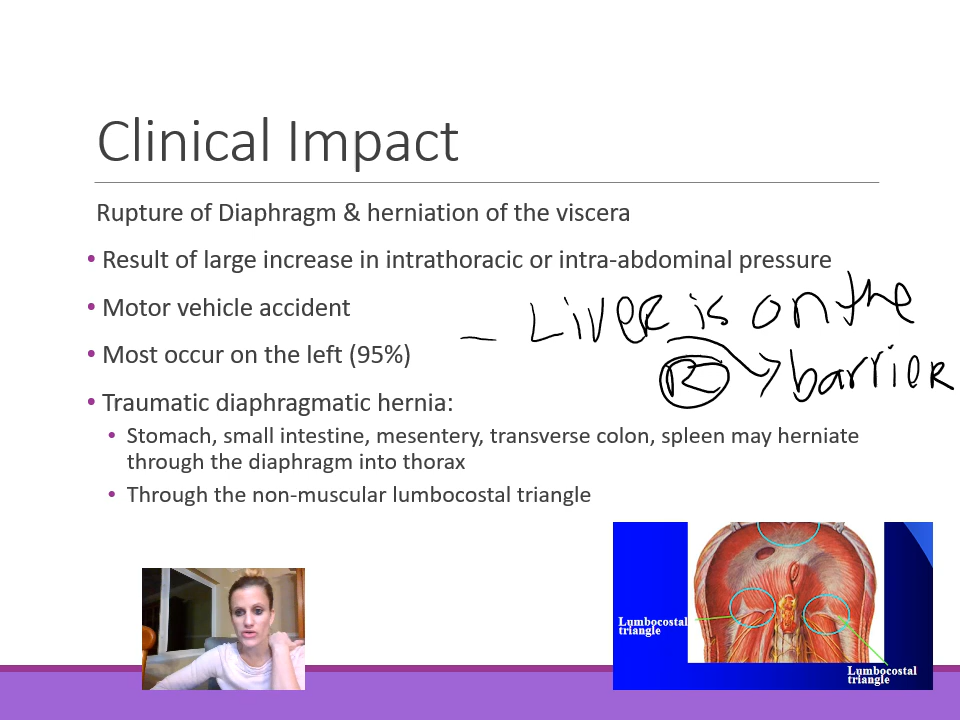 Clinical Impact
Rupture of Diaphragm & herniation of the viscera
• Result of large increase in intrathoracic or intra-abdominal pressure
• Motor vehicle accident
• Most occur on the left (95%)
— Liver is on the
R → barrier
• Traumatic diaphragmatic hernia:
• Stomach, small intestine, mesentery, transverse colon, spleen may herniate
through the diaphragm into thorax
• Through the non-muscular lumbocostal triangle
Lumbocostal
triangle
Lumbocostal
triangle